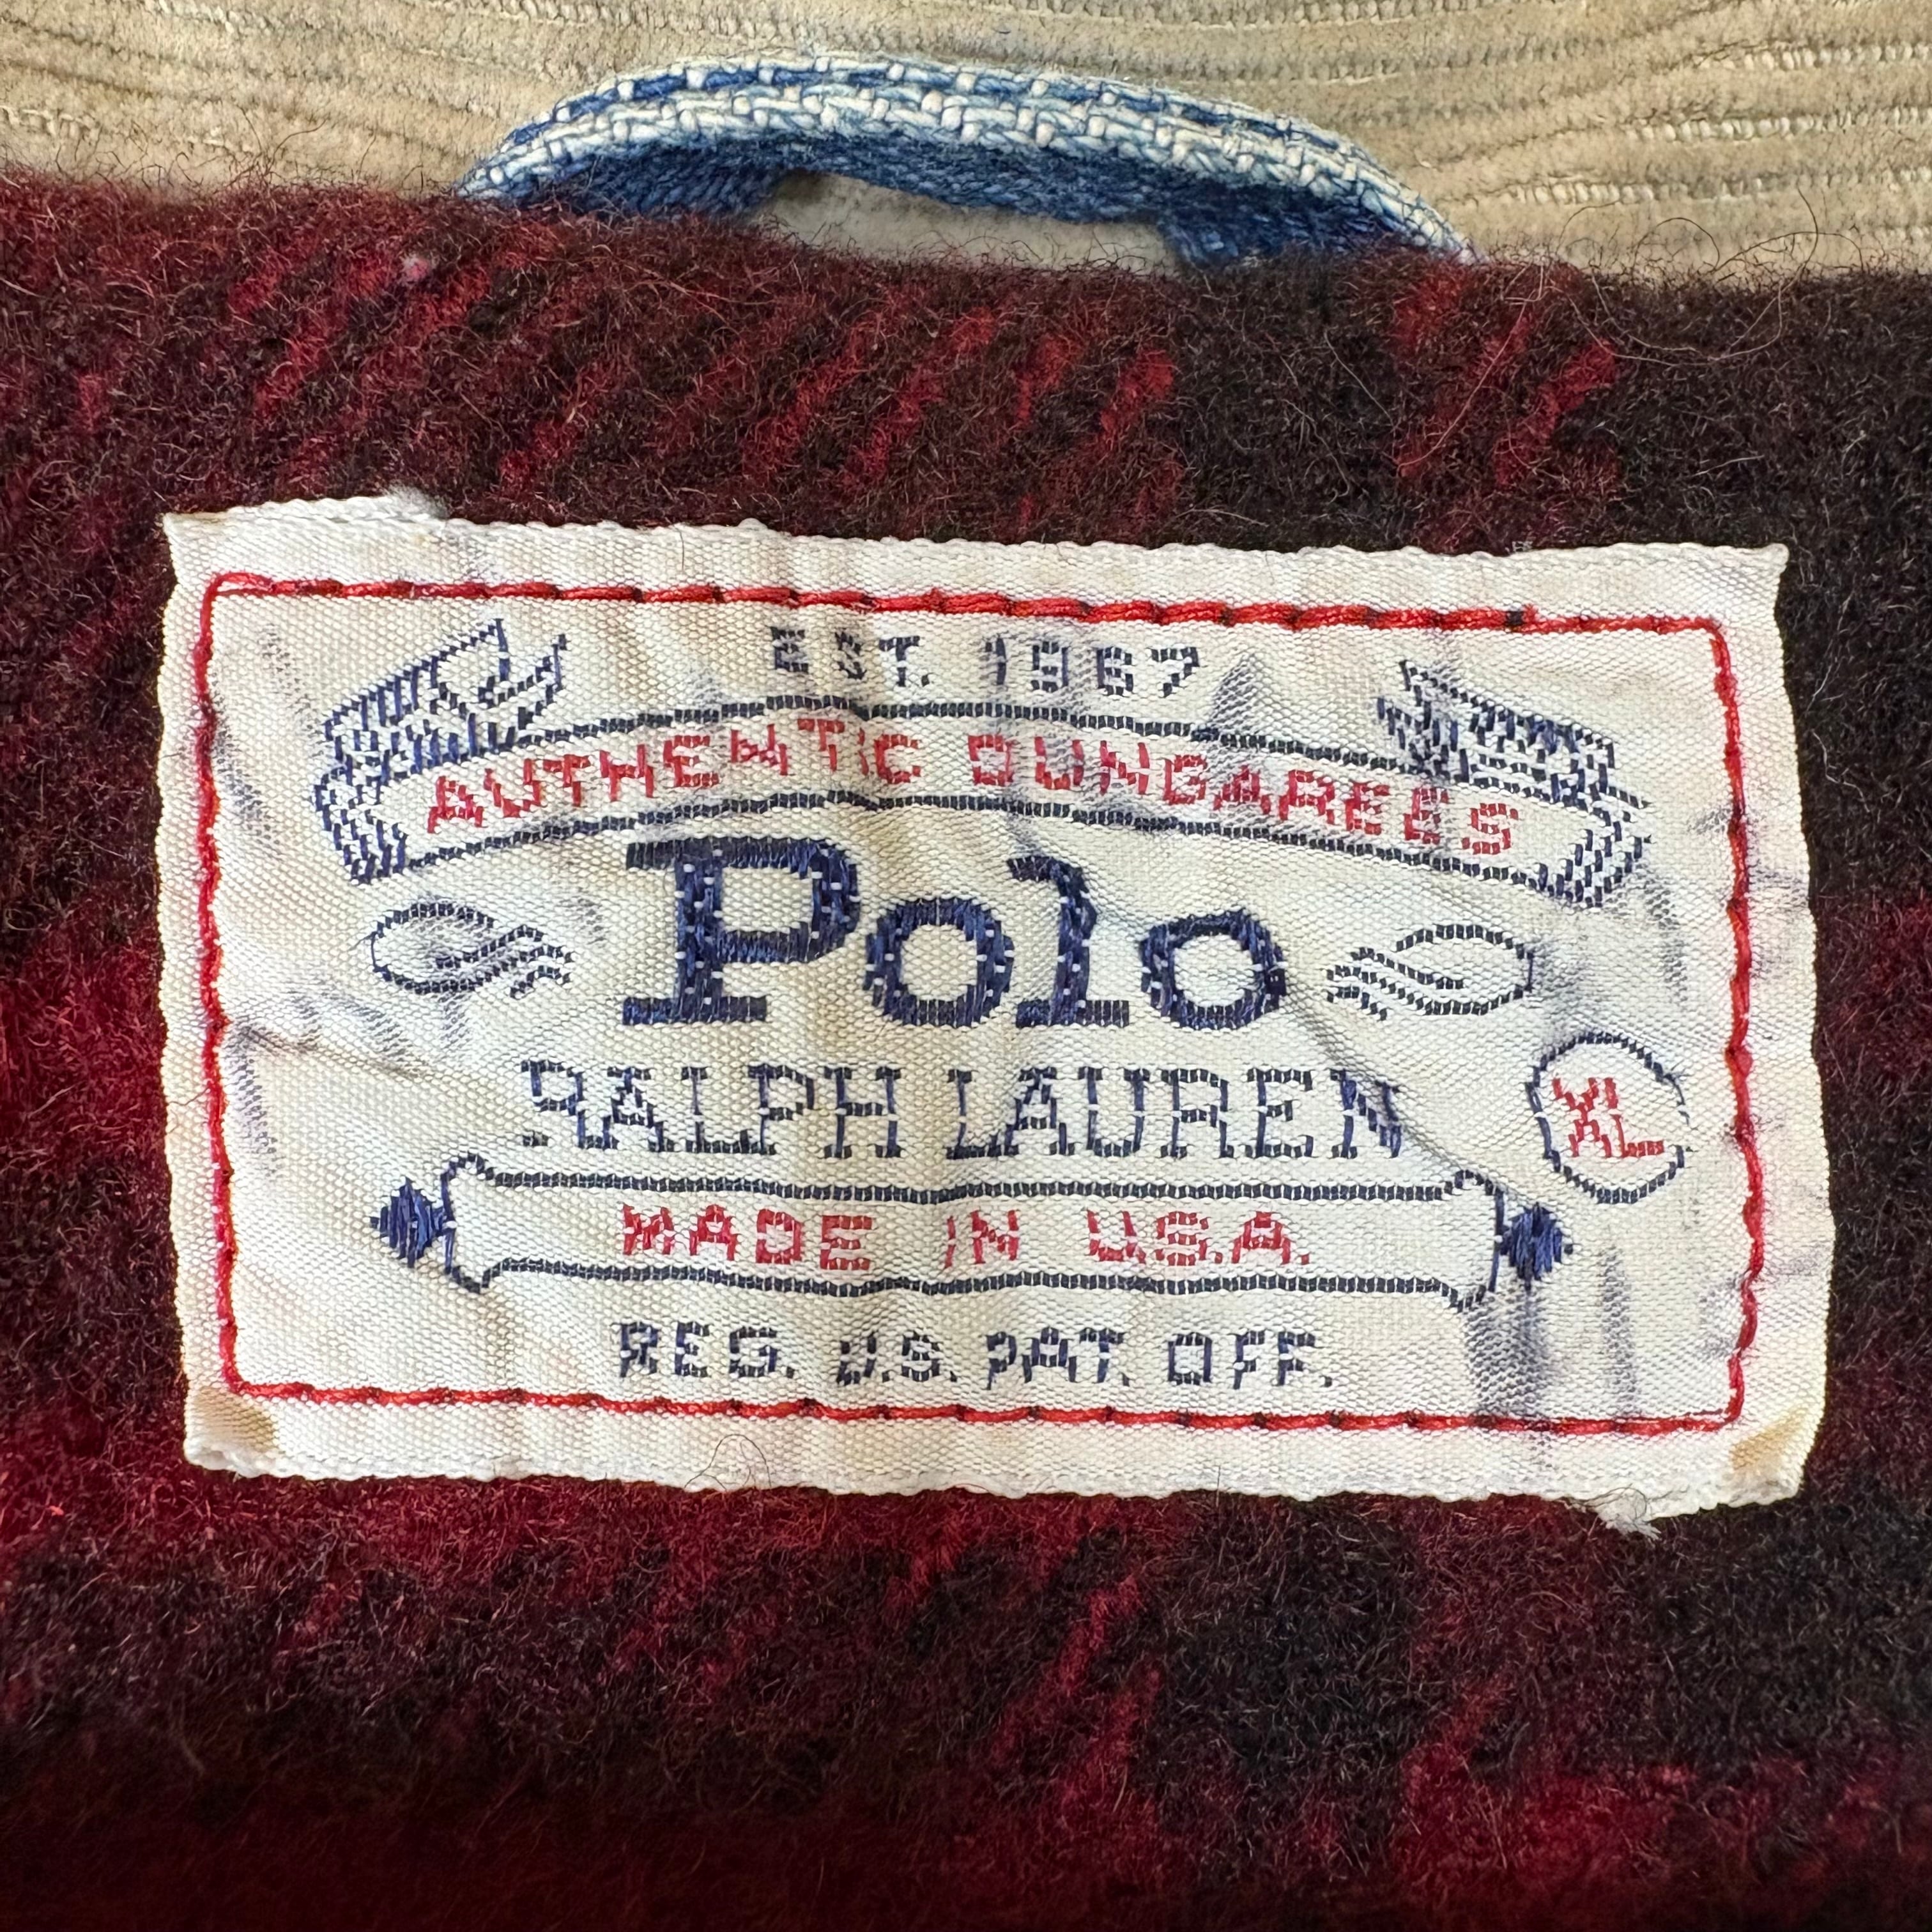 EST. 1967
AUTHENTIC DUNGAREES
Polo
RALPH LAUREN
XL
MADE IN U.S.A.
REG. U.S. PAT. OFF.